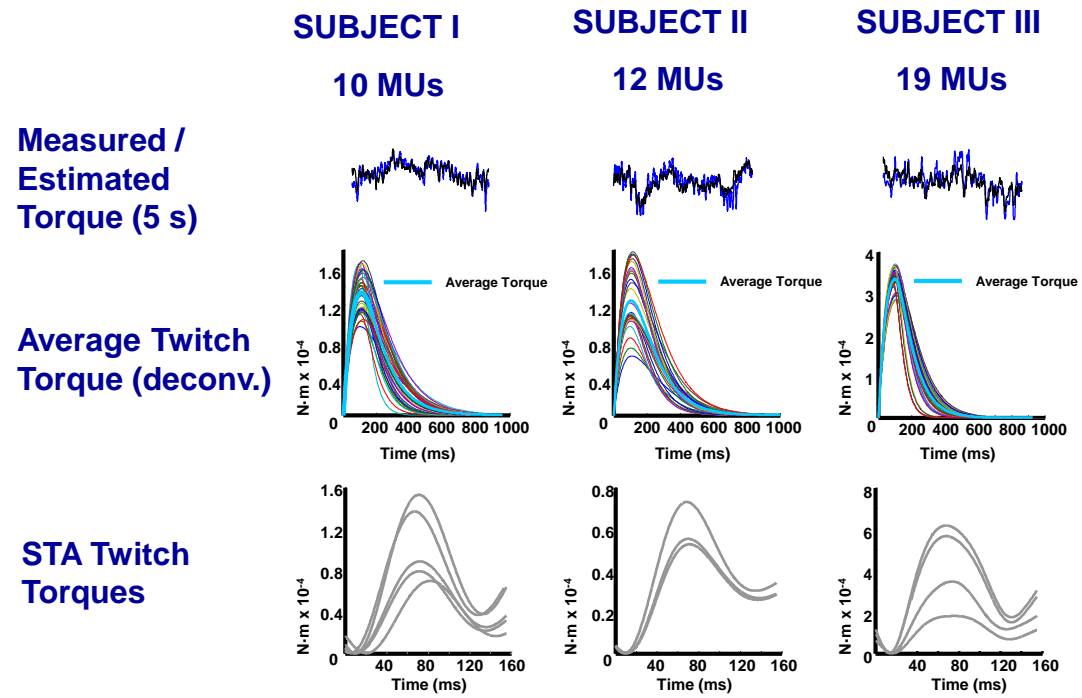 SUBJECT I
SUBJECT II
SUBJECT III
10 MUs
12 MUs
19 MUs
Measured /
Estimated
Torque (5 s)
Average Twitch
Torque (deconv.)
N·m x 10-4
1.6
1.2
0.8
0.4
0
200 400 600 800 1000
Time (ms)
Average Torque
N·m x 10-4
1.6
1.2
0.8
0.4
0
200 400 600 800 1000
Time (ms)
Average Torque
N·m x 10-4
4
3
2
1
0
200 400 600 800 1000
Time (ms)
Average Torque
STA Twitch
Torques
N·m x 10-4
1.6
1.2
0.8
0.4
0
40 80 120 160
Time (ms)
N·m x 10-4
0.8
0.6
0.4
0.2
0
40 80 120 160
Time (ms)
N·m x 10-4
8
6
4
2
0
40 80 120 160
Time (ms)